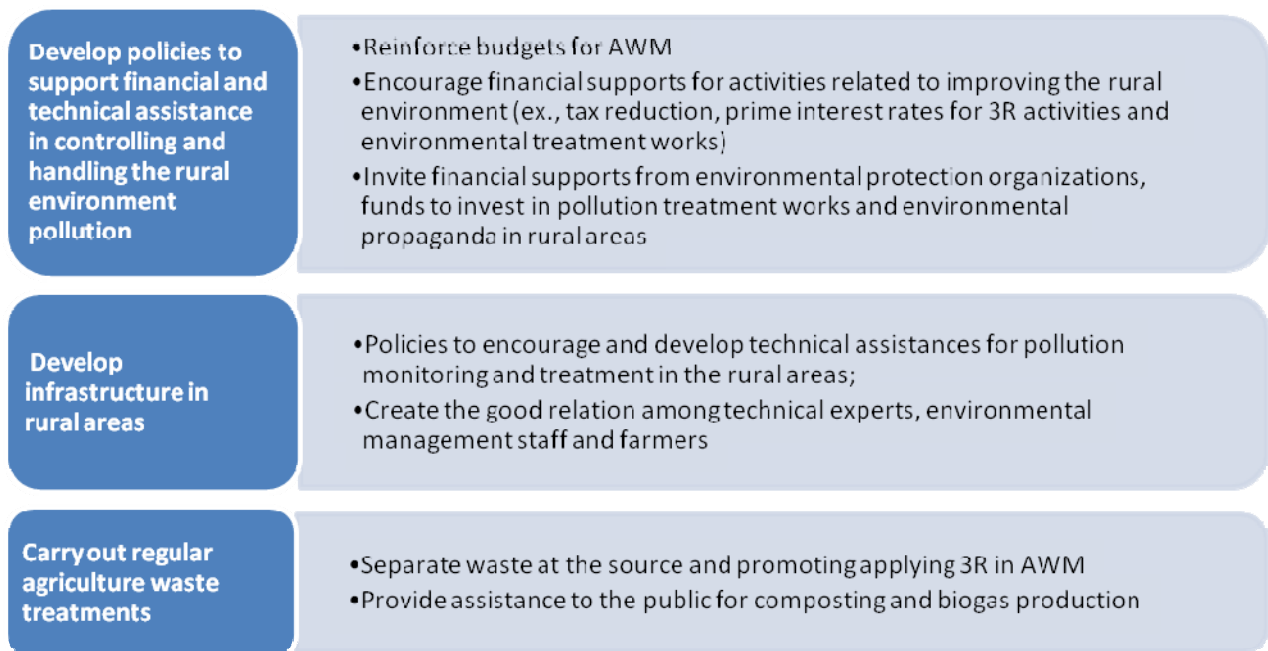 Develop policies to
support financial and
technical assistance
in controlling and
handling the rural
environment
pollution
•Reinforce budgets for AWM
•Encourage financial supports for activities related to improving the rural
environment (ex., tax reduction, prime interest rates for 3R activities and
environmental treatment works)
•Invite financial supports from environmental protection organizations,
funds to invest in pollution treatment works and environmental
propaganda in rural areas
Develop
infrastructure in
rural areas
•Policies to encourage and develop technical assistances for pollution
monitoring and treatment in the rural areas;
•Create the good relation among technical experts, environmental
management staff and farmers
Carry out regular
agriculture waste
treatments
•Separate waste at the source and promoting applying 3R in AWM
•Provide assistance to the public for composting and biogas production